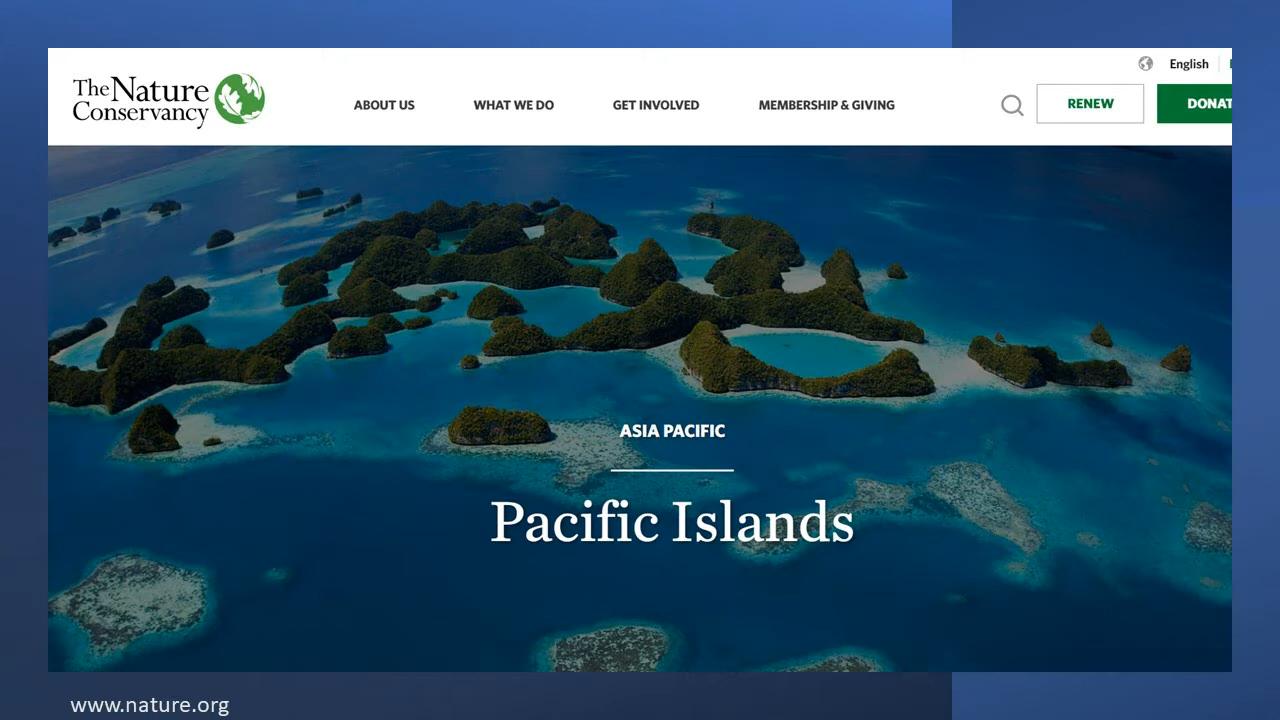 English
The Nature
Conservancy
ABOUT US
WHAT WE DO
GET INVOLVED
MEMBERSHIP & GIVING
RENEW
DONAT
ASIA PACIFIC
Pacific Islands
www.nature.org